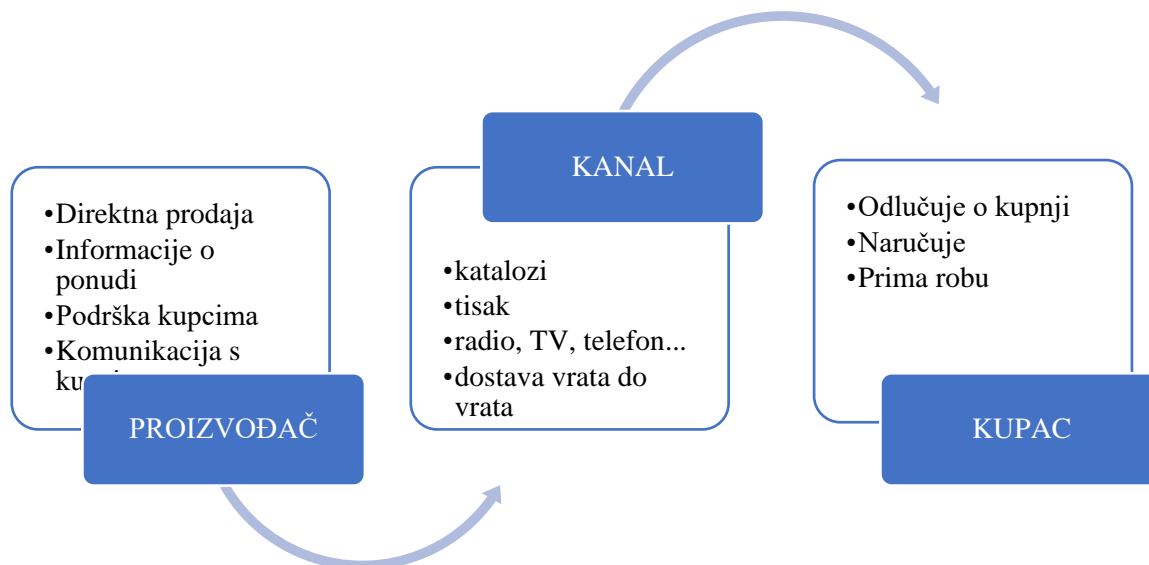 •Direktna prodaja
•Informacije o
ponudi
•Podrška kupcima
•Komunikacija s
PROIZVOĐAČ
KANAL
•katalozi
•tisak
•radio, TV, telefon...
•dostava vrata do
vrata
•Odlučuje o kupnji
•Naručuje
•Prima robu
KUPAC